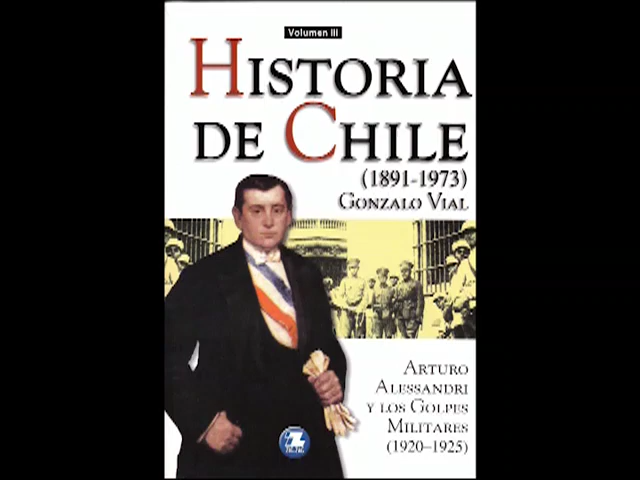 Volumen III
HISTORIA
DE CHILE
(1891-1973)
GONZALO VIAL
ARTURO
ALESSANDRI
Y LOS GOLPES
MILITARES
(1920–1925)